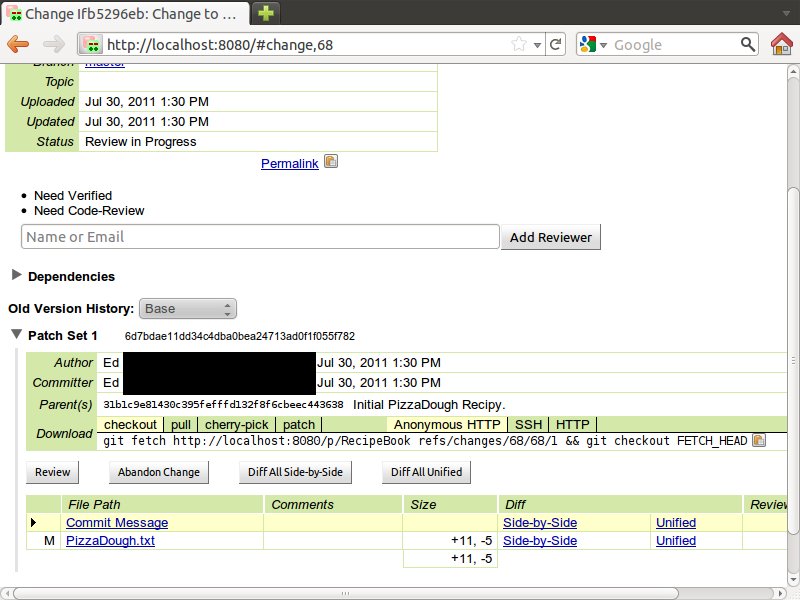 Change Ifb5296eb: Change to ...
http://localhost:8080/#change,68
Google
Branch master
Topic
Uploaded Jul 30, 2011 1:30 PM
Updated Jul 30, 2011 1:30 PM
Status Review in Progress
Permalink
Need Verified
Need Code-Review
Name or Email Add Reviewer
Dependencies
Old Version History: Base
Patch Set 1 6d7bdae11dd34c4dba0bea24713ad0f1f055f782
Author Ed Jul 30, 2011 1:30 PM
Committer Ed Jul 30, 2011 1:30 PM
Parent(s) 31b1c9e81430c395fefffd132f8f6cbeec443638 Initial PizzaDough Recipy.
Download checkout pull cherry-pick patch Anonymous HTTP SSH HTTP
git fetch http://localhost:8080/p/RecipeBook refs/changes/68/68/1 && git checkout FETCH_HEAD
Review Abandon Change Diff All Side-by-Side Diff All Unified
File Path Comments Size Diff Review
Commit Message Side-by-Side Unified
M PizzaDough.txt +11, -5 Side-by-Side Unified
+11, -5